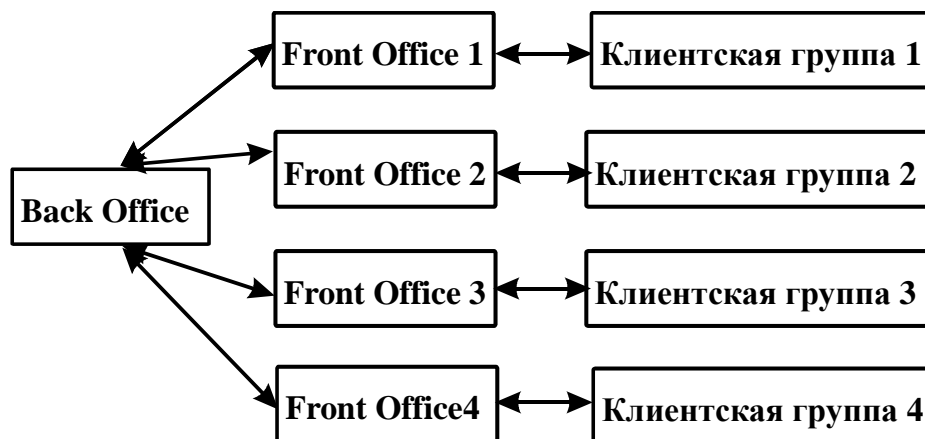 Front Office 1
Клиентская группа 1
Front Office 2
Клиентская группа 2
Back Office
Front Office 3
Клиентская группа 3
Front Office4
Клиентская группа 4